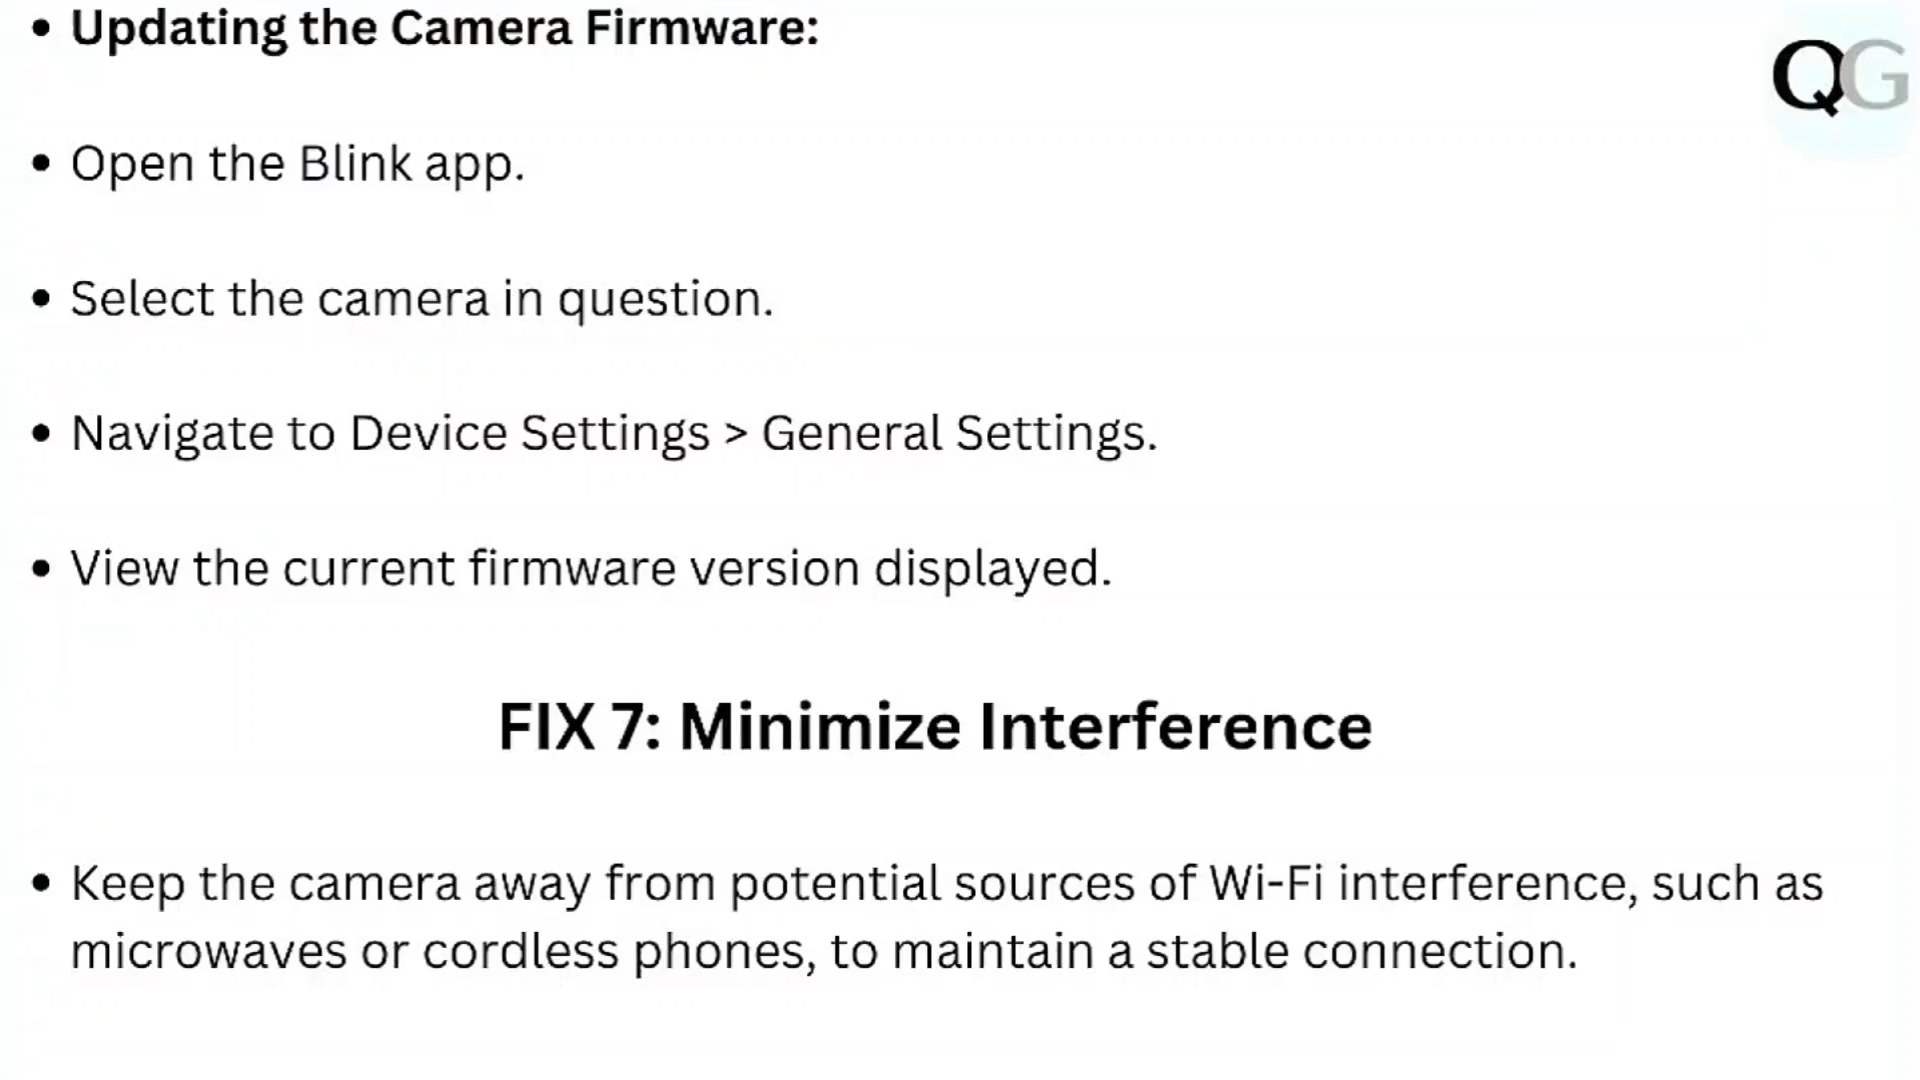 • Updating the Camera Firmware:
QG
• Open the Blink app.
• Select the camera in question.
• Navigate to Device Settings > General Settings.
• View the current firmware version displayed.
FIX 7: Minimize Interference
• Keep the camera away from potential sources of Wi-Fi interference, such as
microwaves or cordless phones, to maintain a stable connection.